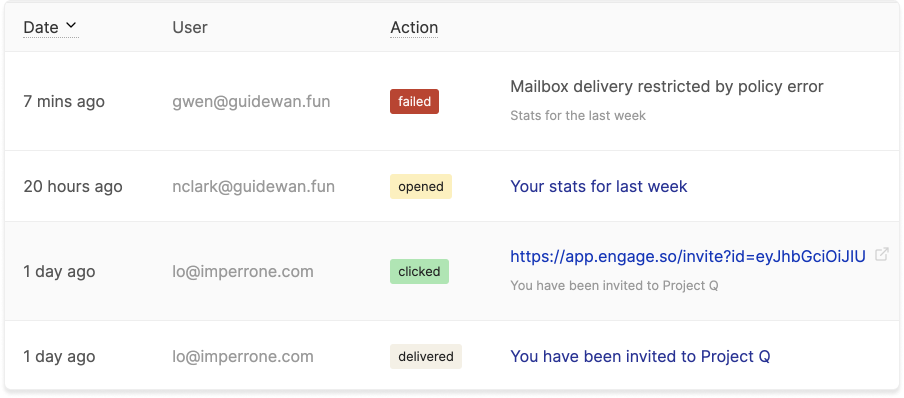 Date User Action
7 mins ago gwen@guidewan.fun failed Mailbox delivery restricted by policy error
Stats for the last week
20 hours ago nclark@guidewan.fun opened Your stats for last week
1 day ago lo@imperrone.com clicked https://app.engage.so/invite?id=eyJhbGciOiJIU
You have been invited to Project Q
1 day ago lo@imperrone.com delivered You have been invited to Project Q